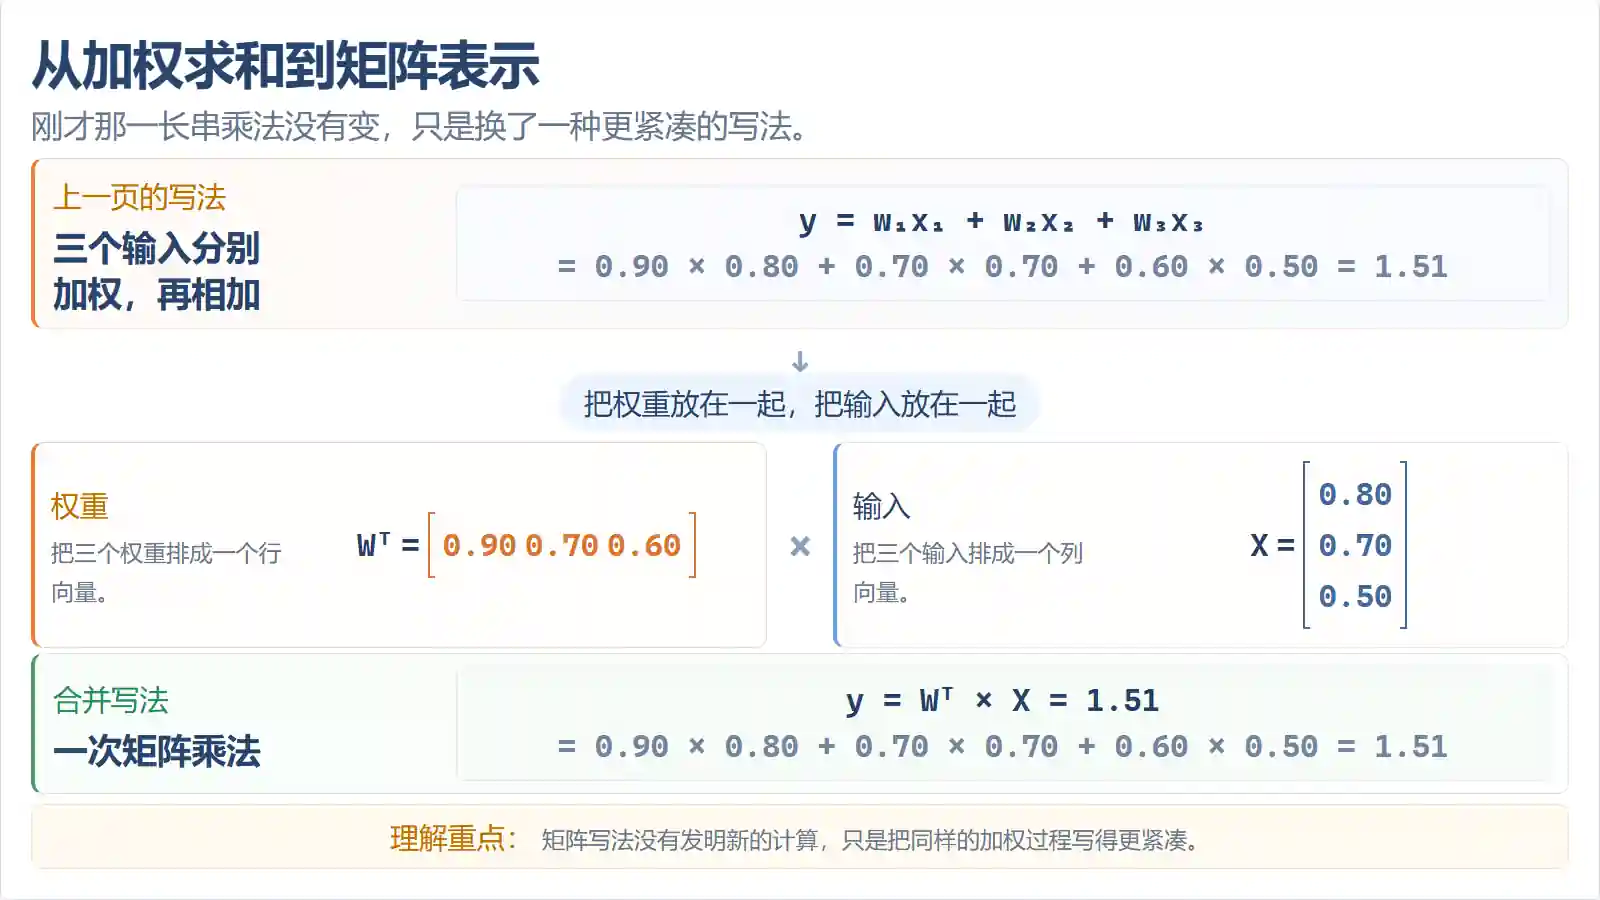 从加权求和到矩阵表示
刚才那一长串乘法没有变，只是换了一种更紧凑的写法。
上一页的写法
三个输入分别
加权，再相加
y = w₁x₁ + w₂x₂ + w₃x₃
= 0.90 × 0.80 + 0.70 × 0.70 + 0.60 × 0.50 = 1.51
↓
把权重放在一起，把输入放在一起
权重
把三个权重排成一个行
向量。
Wᵀ = [ 0.90 0.70 0.60 ]
×
输入
把三个输入排成一个列
向量。
X =
0.80
0.70
0.50
合并写法
一次矩阵乘法
y = Wᵀ × X = 1.51
= 0.90 × 0.80 + 0.70 × 0.70 + 0.60 × 0.50 = 1.51
理解重点： 矩阵写法没有发明新的计算，只是把同样的加权过程写得更紧凑。